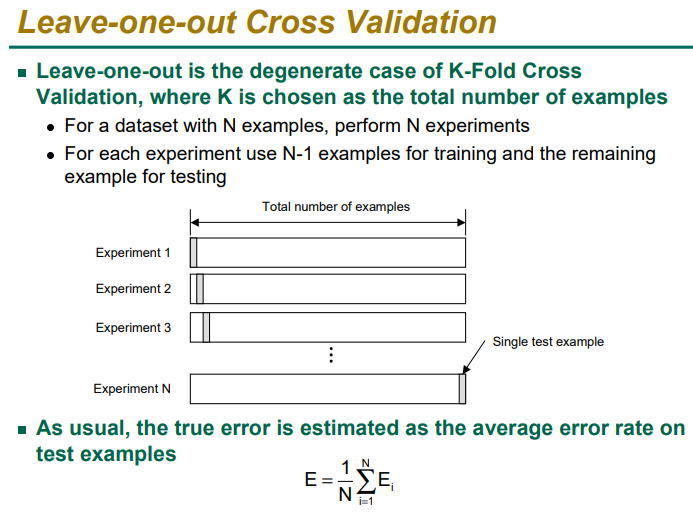 Leave-one-out Cross Validation
Leave-one-out is the degenerate case of K-Fold Cross
Validation, where K is chosen as the total number of examples
For a dataset with N examples, perform N experiments
For each experiment use N-1 examples for training and the remaining
example for testing
Total number of examples
Experiment 1
Experiment 2
Experiment 3
Single test example
Experiment N
As usual, the true error is estimated as the average error rate on
test examples
E = 1/N ∑_{i=1}^{N} E_i